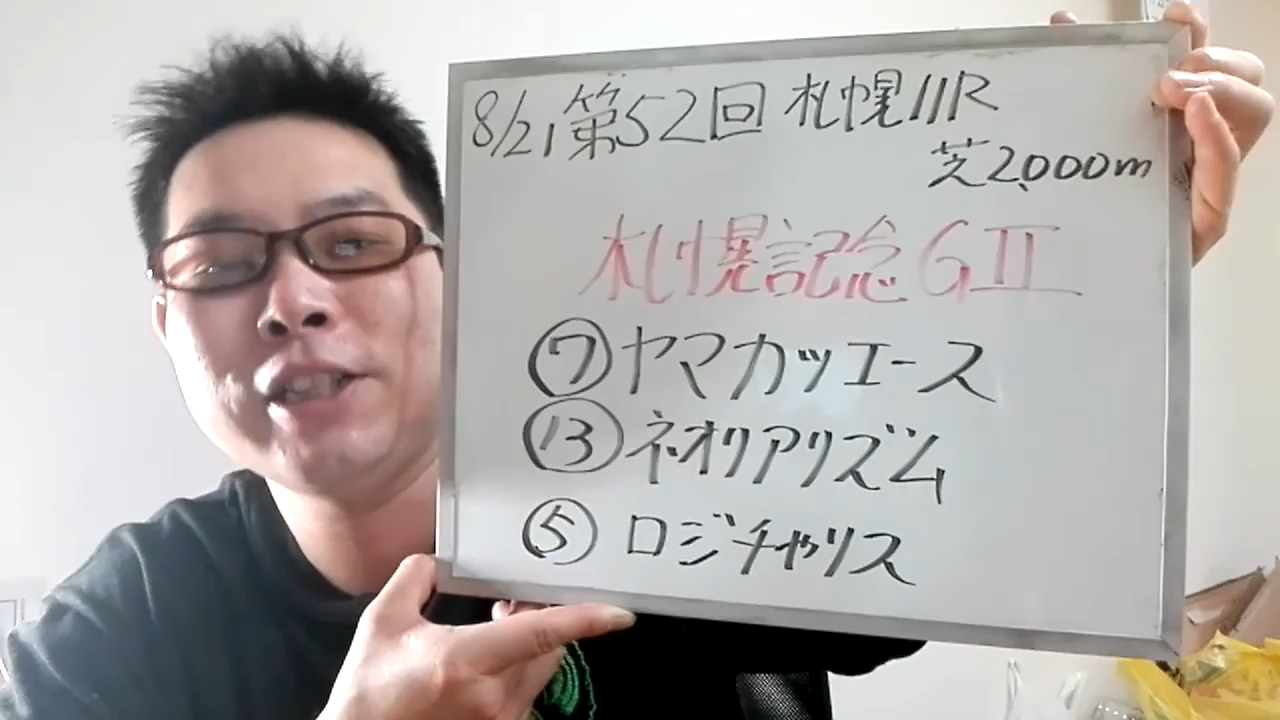 8/21 第52回 札幌11R
芝2,000m
札幌記念GII
⑦ヤマカツエース
⑬ネオリアリズム
⑤ロジチャリス